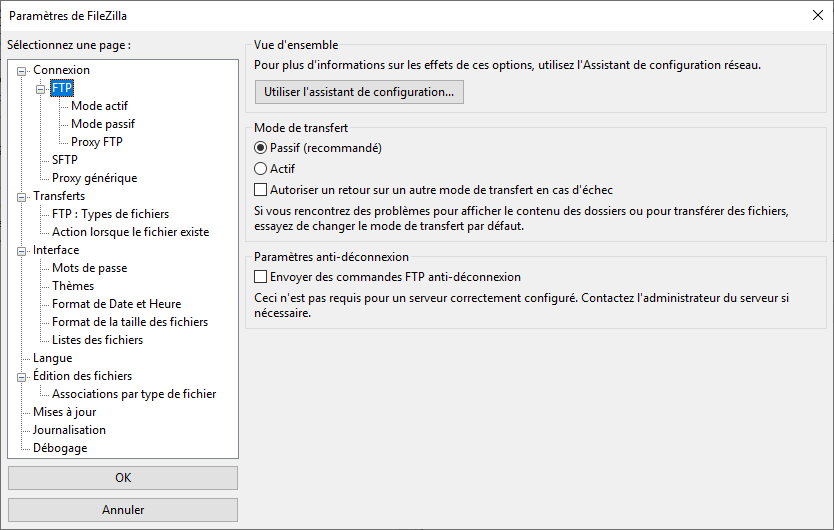 Paramètres de FileZilla
Sélectionnez une page :
Connexion
FTP
Mode actif
Mode passif
Proxy FTP
SFTP
Proxy générique
Transferts
FTP : Types de fichiers
Action lorsque le fichier existe
Interface
Mots de passe
Thèmes
Format de Date et Heure
Format de la taille des fichiers
Listes des fichiers
Langue
Édition des fichiers
Associations par type de fichier
Mises à jour
Journalisation
Débogage
OK
Annuler
Vue d'ensemble
Pour plus d'informations sur les effets de ces options, utilisez l'Assistant de configuration réseau.
Utiliser l'assistant de configuration...
Mode de transfert
Passif (recommandé)
Actif
Autoriser un retour sur un autre mode de transfert en cas d'échec
Si vous rencontrez des problèmes pour afficher le contenu des dossiers ou pour transférer des fichiers,
essayez de changer le mode de transfert par défaut.
Paramètres anti-déconnexion
Envoyer des commandes FTP anti-déconnexion
Ceci n'est pas requis pour un serveur correctement configuré. Contactez l'administrateur du serveur si
nécessaire.